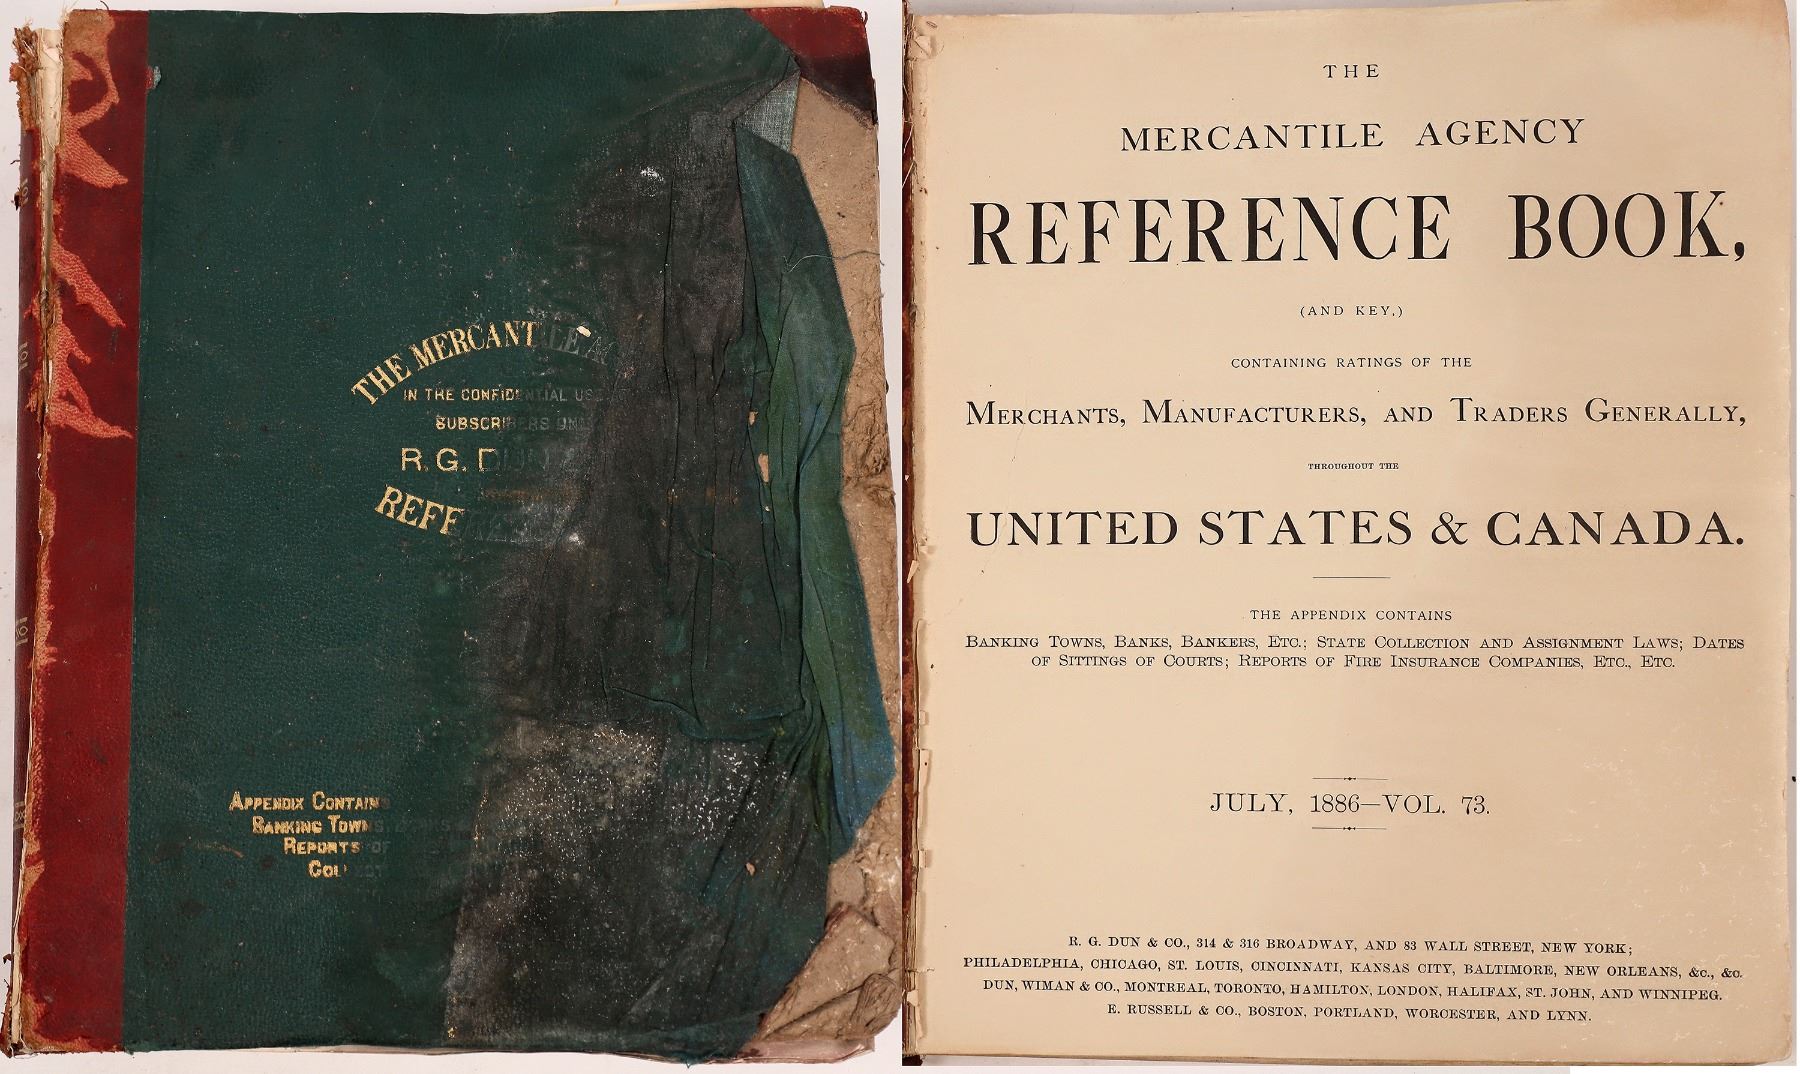 THE MERCANTILE
IN THE CONFIDENTIAL USE
SUBSCRIBERS ONLY
R. G. DUN
REFERENCE
APPENDIX CONTAINS
BANKING TOWNS
REPORTS OF
THE
MERCANTILE AGENCY
REFERENCE BOOK,
(AND KEY,)
CONTAINING RATINGS OF THE
MERCHANTS, MANUFACTURERS, AND TRADERS GENERALLY,
THROUGHOUT THE
UNITED STATES & CANADA.
THE APPENDIX CONTAINS
BANKING TOWNS, BANKS, BANKERS, ETC.; STATE COLLECTION AND ASSIGNMENT LAWS; DATES
OF SITTINGS OF COURTS; REPORTS OF FIRE INSURANCE COMPANIES, ETC., ETC.
JULY, 1886—VOL. 73.
R. G. DUN & CO., 314 & 316 BROADWAY, AND 83 WALL STREET, NEW YORK;
PHILADELPHIA, CHICAGO, ST. LOUIS, CINCINNATI, KANSAS CITY, BALTIMORE, NEW ORLEANS, &c., &c.
DUN, WIMAN & CO., MONTREAL, TORONTO, HAMILTON, LONDON, HALIFAX, ST. JOHN, AND WINNIPEG.
E. RUSSELL & CO., BOSTON, PORTLAND, WORCESTER, AND LYNN.